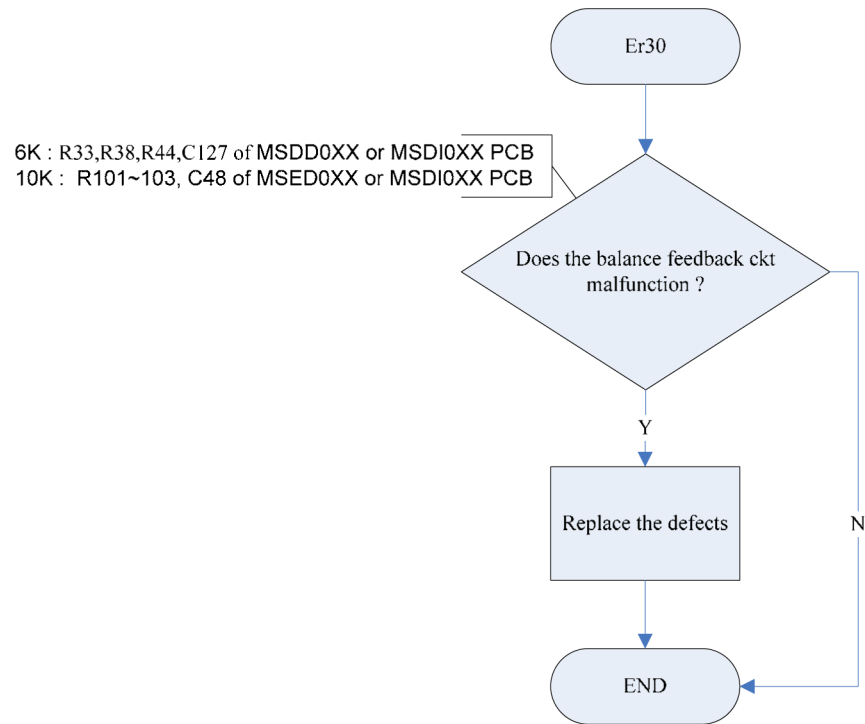 Er30
6K : R33,R38,R44,C127 of MSDD0XX or MSDI0XX PCB
10K : R101~103, C48 of MSED0XX or MSDI0XX PCB
Does the balance feedback ckt
malfunction ?
Y
Replace the defects
N
END